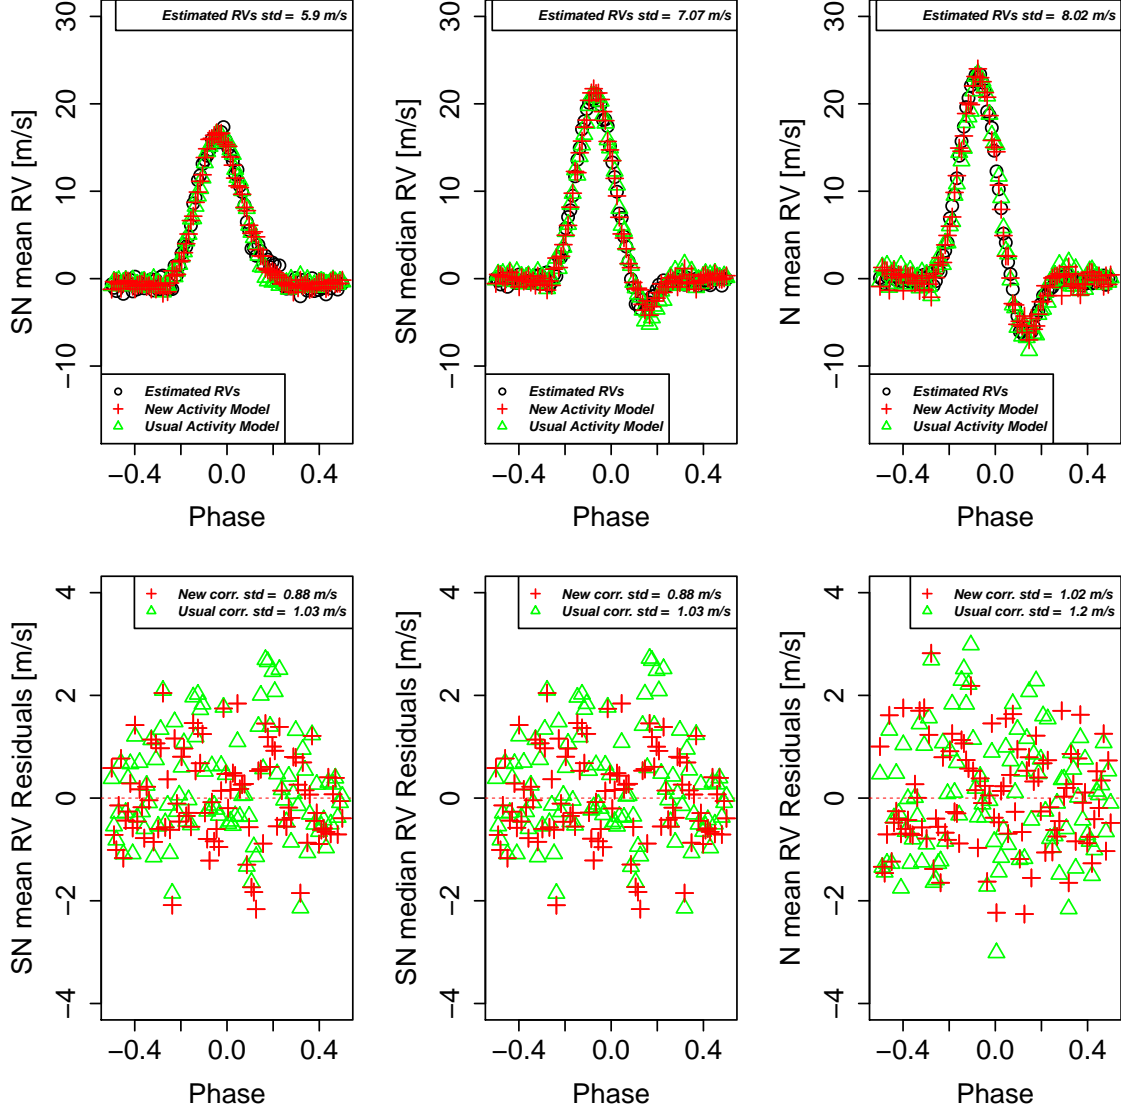 Estimated RVs std = 5.9 m/s
SN mean RV [m/s]
30
20
10
0
−10
Estimated RVs
New Activity Model
Usual Activity Model
−0.4
0.0
0.4
Phase
Estimated RVs std = 7.07 m/s
SN median RV [m/s]
30
20
10
0
−10
Estimated RVs
New Activity Model
Usual Activity Model
−0.4
0.0
0.4
Phase
Estimated RVs std = 8.02 m/s
N mean RV [m/s]
30
20
10
0
−10
Estimated RVs
New Activity Model
Usual Activity Model
−0.4
0.0
0.4
Phase
New corr. std = 0.88 m/s
Usual corr. std = 1.03 m/s
SN mean RV Residuals [m/s]
4
2
0
−2
−4
−0.4
0.0
0.4
Phase
New corr. std = 0.88 m/s
Usual corr. std = 1.03 m/s
SN median RV Residuals [m/s]
4
2
0
−2
−4
−0.4
0.0
0.4
Phase
New corr. std = 1.02 m/s
Usual corr. std = 1.2 m/s
N mean RV Residuals [m/s]
4
2
0
−2
−4
−0.4
0.0
0.4
Phase